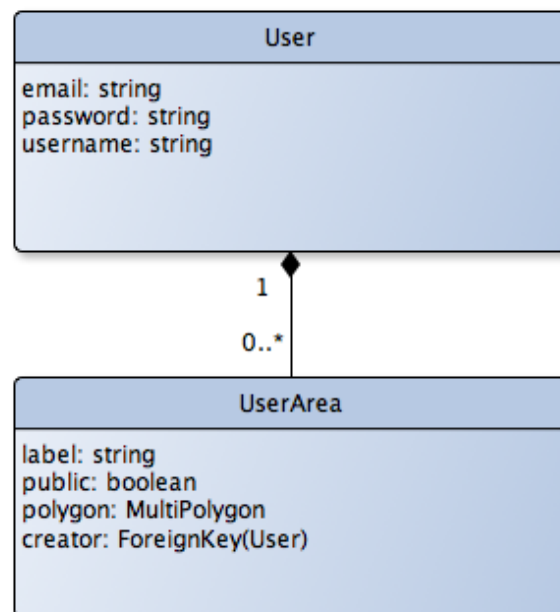 User
email: string
password: string
username: string
1
0..*
UserArea
label: string
public: boolean
polygon: MultiPolygon
creator: ForeignKey(User)